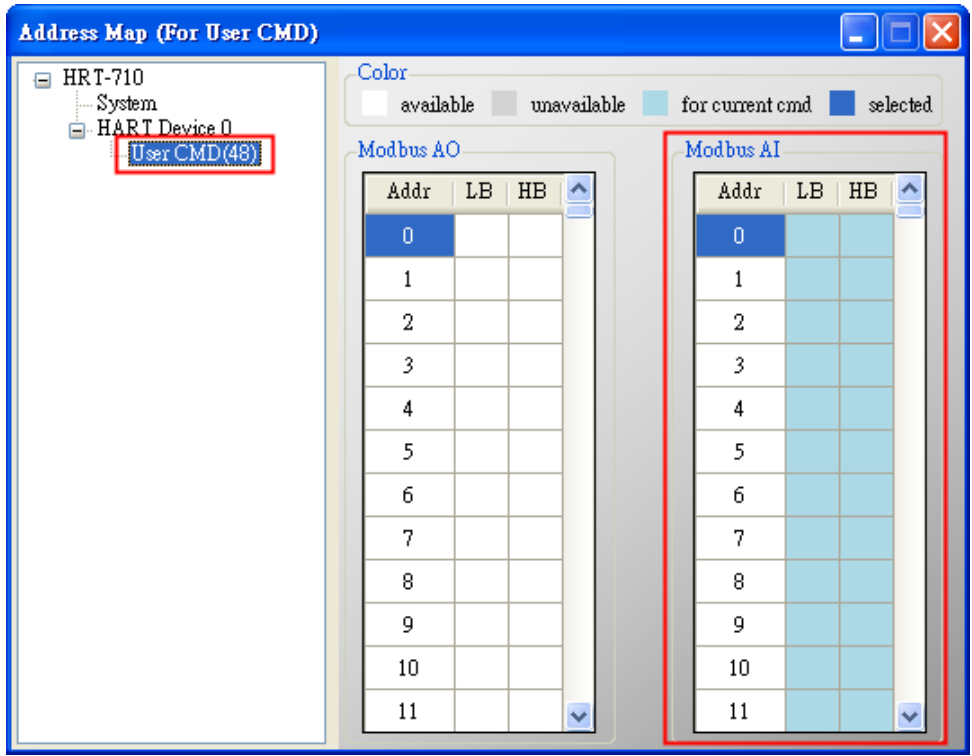 Address Map (For User CMD)
HRT-710
System
HART Device 0
User CMD(48)
Color
available unavailable for current cmd selected
Modbus AO
Addr LB HB
0
1
2
3
4
5
6
7
8
9
10
11
Modbus AI
Addr LB HB
0
1
2
3
4
5
6
7
8
9
10
11